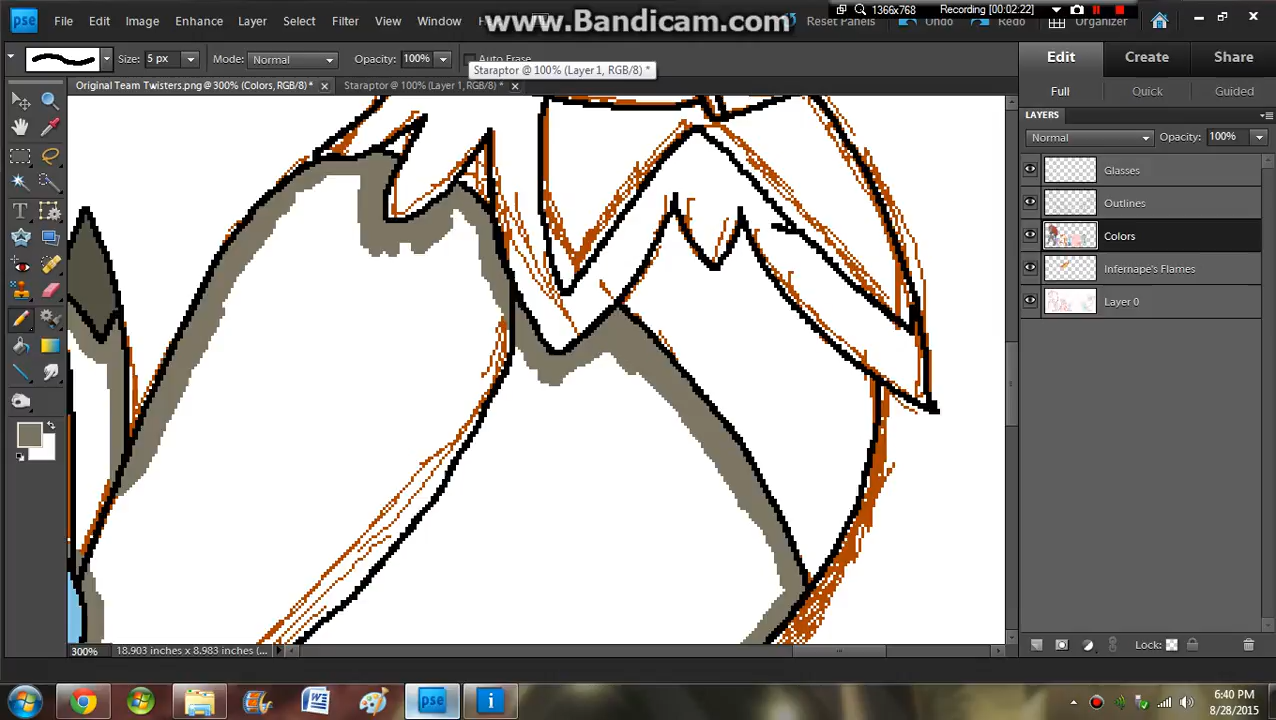 pse File Edit Image Enhance Layer Select Filter View Window H
www.Bandicam.com
1366x768 Recording [00:02:22]
Reset Panels Undo Redo Organizer
Size: 5 px Mode: Normal Opacity: 100% Auto Erase
Staraptor @ 100% (Layer 1, RGB/8) *
Edit Create Share
Original Team Twisters.png @ 300% (Colors, RGB/8) * Staraptor @ 100% (Layer 1, RGB/8) *
Full Quick Guided
LAYERS
Normal Opacity: 100%
Glasses
Outlines
Colors
Infernape's Flames
Layer 0
T
Lock:
300% 18.903 inches x 8.983 inches (...
pse
6:40 PM
8/28/2015